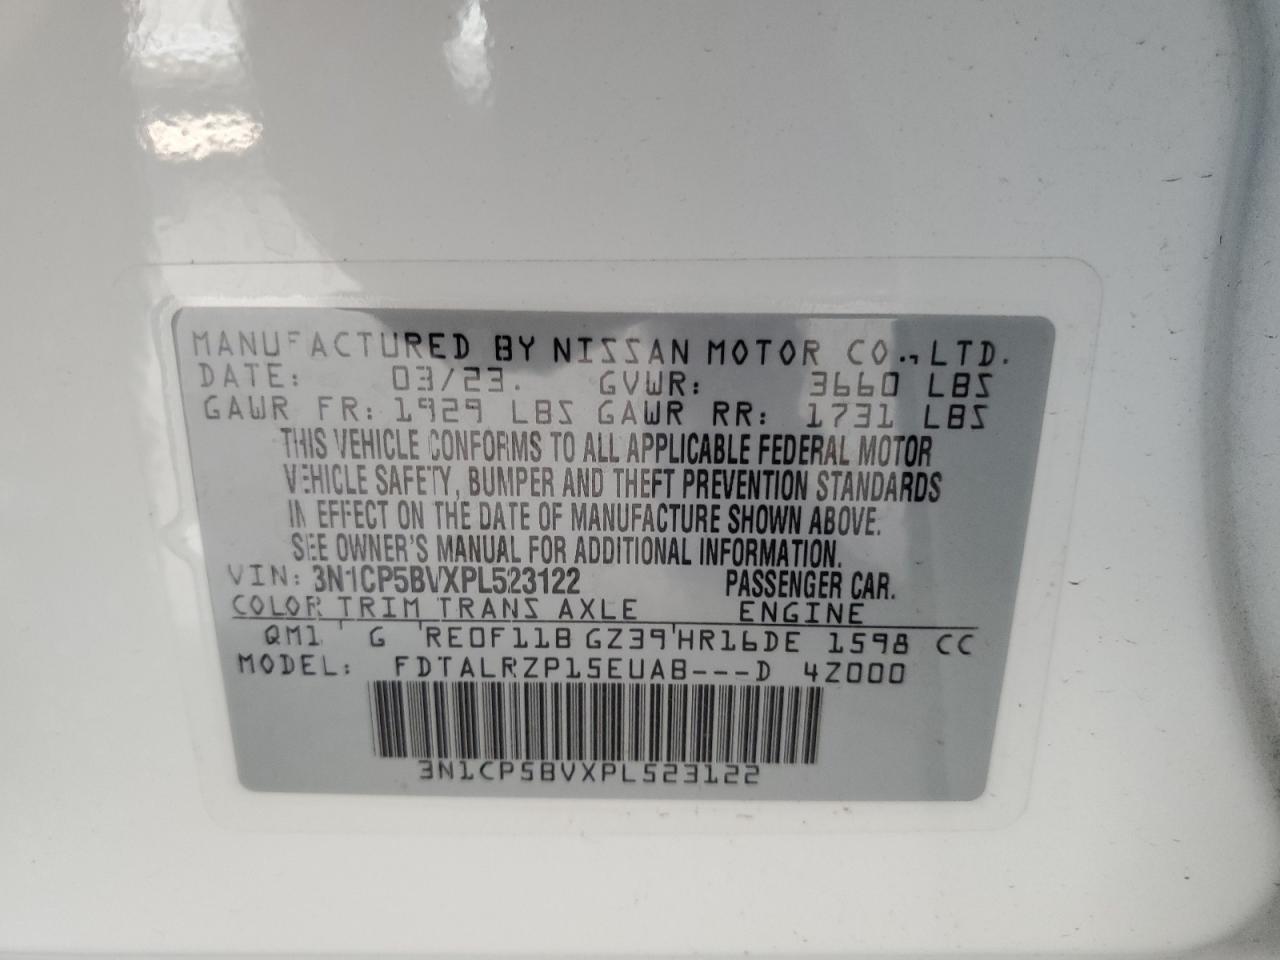 MANUFACTURED BY NISSAN MOTOR CO., LTD.
DATE: 03/23. GVWR: 3660 LBS
GAWR FR: 1929 LBS GAWR RR: 1731 LBS
THIS VEHICLE CONFORMS TO ALL APPLICABLE FEDERAL MOTOR
VEHICLE SAFETY, BUMPER AND THEFT PREVENTION STANDARDS
IN EFFECT ON THE DATE OF MANUFACTURE SHOWN ABOVE.
SEE OWNER'S MANUAL FOR ADDITIONAL INFORMATION.
VIN: 3N1CP5BVXPL523122 PASSENGER CAR.
COLOR TRIM TRANS AXLE ENGINE
QM1 ' G 'RE0F11B GZ39'HR16DE 1598 CC
MODEL: FDTALRZP15EUAB---D 4Z000
3N1CP5BVXPL523122